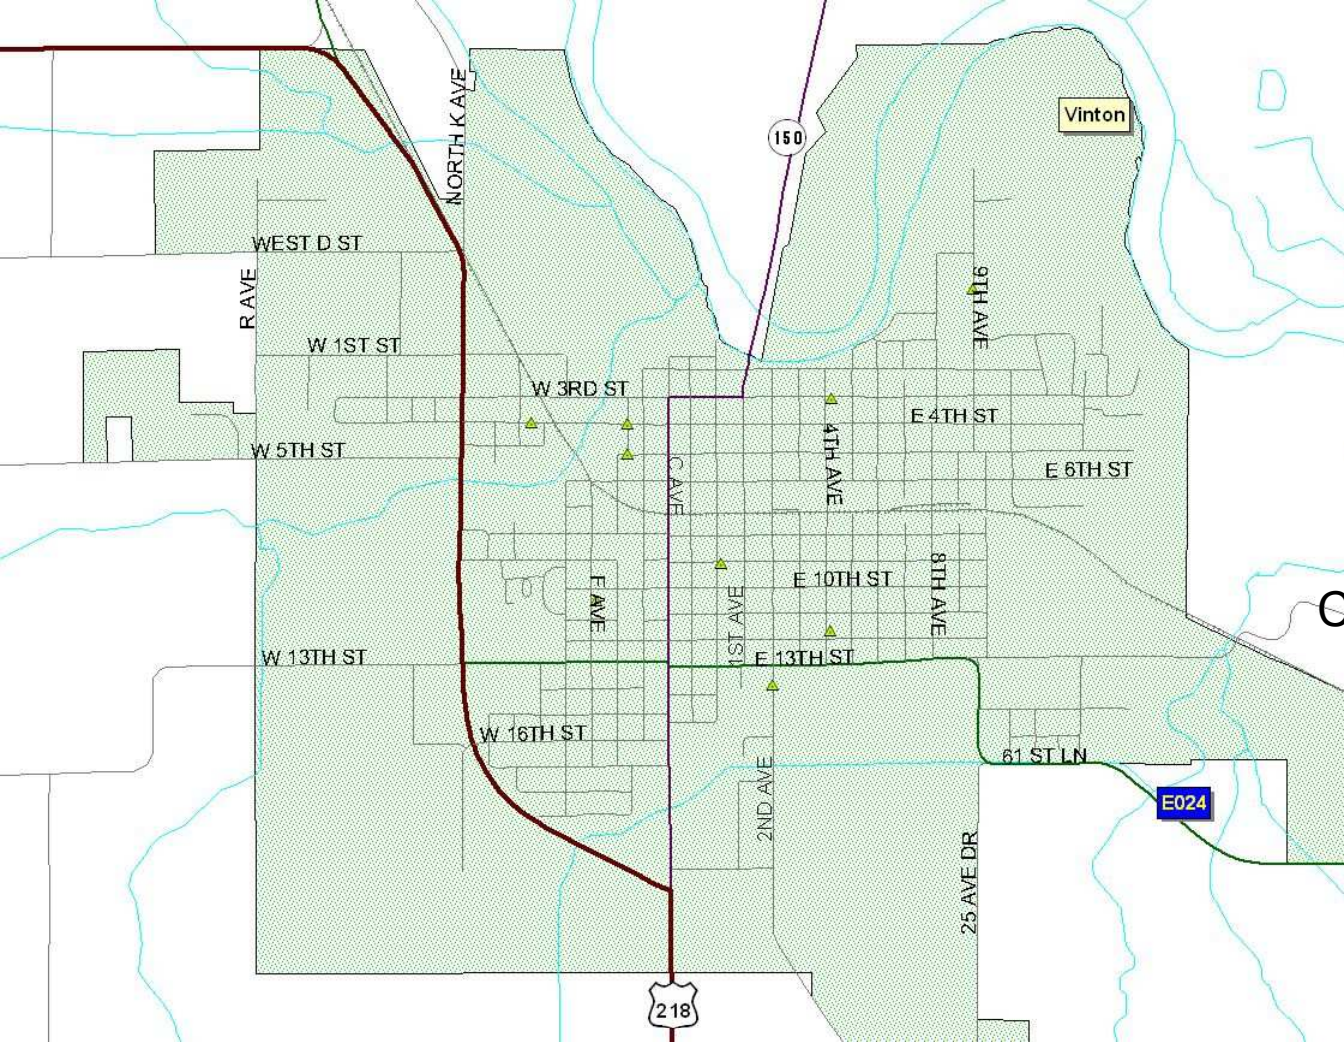 NORTH K AVE
Vinton
150
WEST D ST
R AVE
9TH AVE
W 1ST ST
W 3RD ST
E 4TH ST
W 5TH ST
4TH AVE
C AVE
E 6TH ST
F AVE
E 10TH ST
8TH AVE
1ST AVE
W 13TH ST
E 13TH ST
W 16TH ST
2ND AVE
61 ST LN
E024
25 AVE DR
218